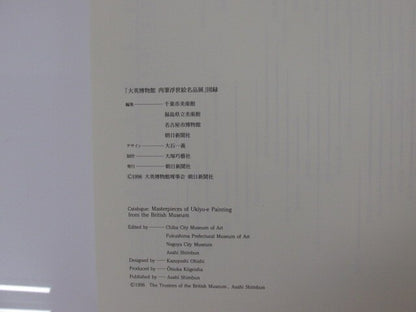 「大英博物館 肉筆浮世絵名品展」図録
編集 千葉市美術館
福島県立美術館
名古屋市博物館
朝日新聞社
デザイン 大石一義
制作 大塚巧藝社
発行 朝日新聞社
©1996 大英博物館理事会 朝日新聞社
Catalogue: Masterpieces of Ukiyo-e Painting
from the British Museum
Edited by Chiba City Museum of Art
Fukushima Prefectural Museum of Art
Nagoya City Museum
Asahi Shimbun
Designed by Kazuyoshi Ohishi
Produced by Ōtsuka Kōgeisha
Published by Asahi Shimbun
©1996 The Trustees of the British Museum, Asahi Shimbun